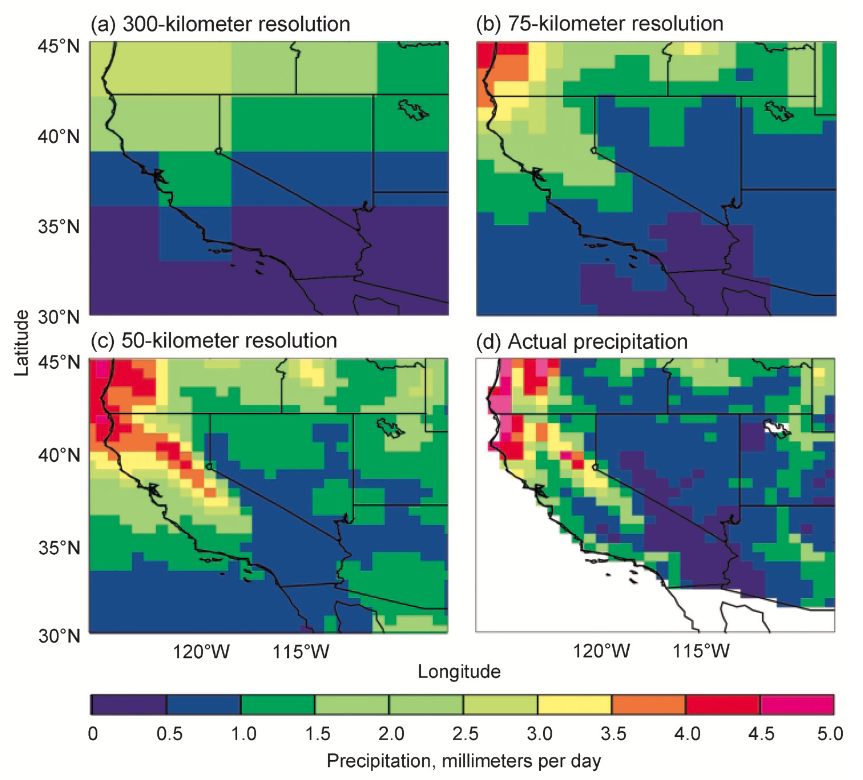 (a) 300-kilometer resolution
(b) 75-kilometer resolution
45°N
40°N
35°N
30°N
Latitude
(c) 50-kilometer resolution
(d) Actual precipitation
45°N
40°N
35°N
30°N
120°W 115°W
120°W 115°W
Longitude
0 0.5 1.0 1.5 2.0 2.5 3.0 3.5 4.0 4.5 5.0
Precipitation, millimeters per day